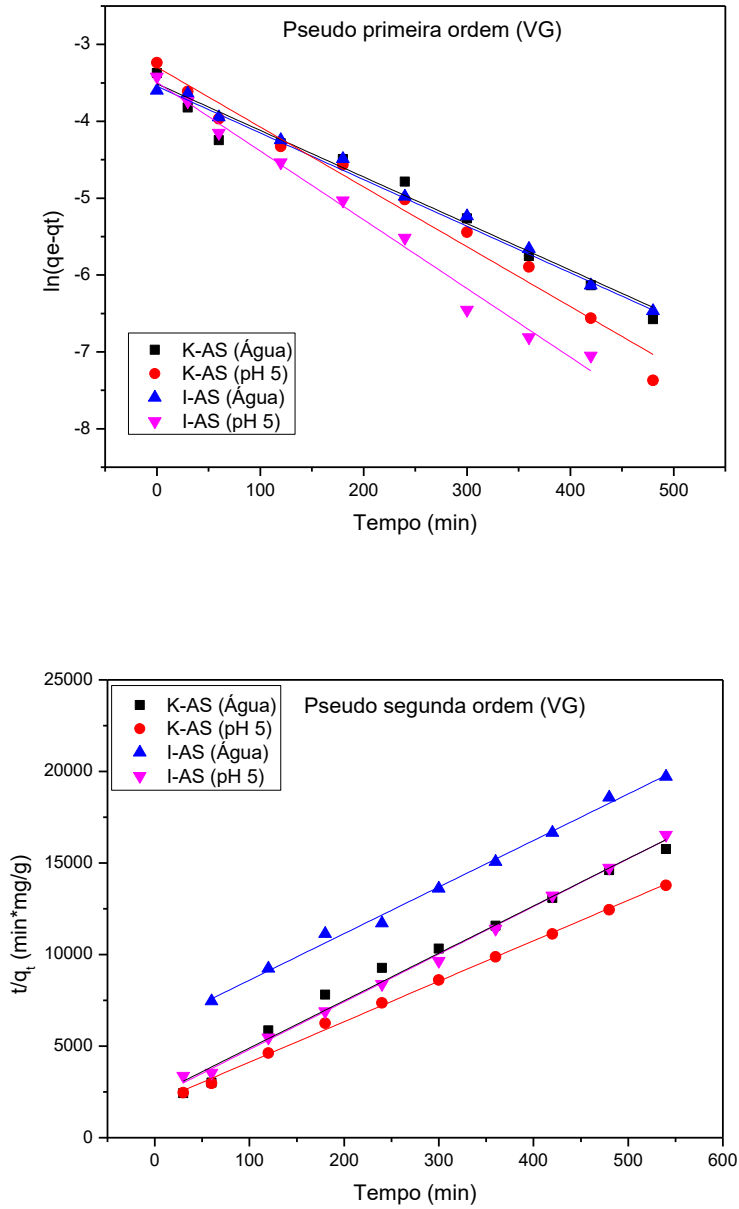 Pseudo primeira ordem (VG)
-3
-4
-5
-6
-7
-8
ln(qe-qt)
K-AS (Água)
K-AS (pH 5)
I-AS (Água)
I-AS (pH 5)
0 100 200 300 400 500
Tempo (min)
Pseudo segunda ordem (VG)
K-AS (Água)
K-AS (pH 5)
I-AS (Água)
I-AS (pH 5)
25000
20000
15000
10000
5000
0
t/qt (min*mg/g)
0 100 200 300 400 500 600
Tempo (min)